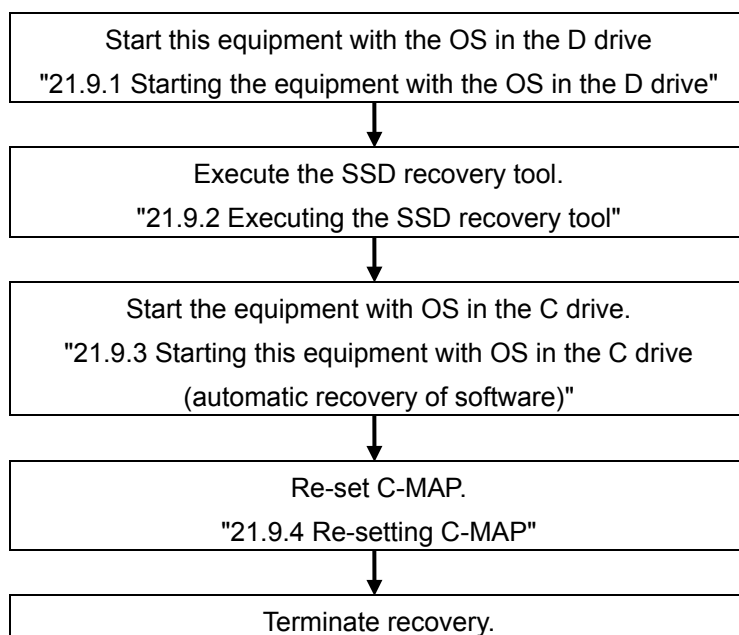 Start this equipment with the OS in the D drive
"21.9.1 Starting the equipment with the OS in the D drive"
Execute the SSD recovery tool.
"21.9.2 Executing the SSD recovery tool"
Start the equipment with OS in the C drive.
"21.9.3 Starting this equipment with OS in the C drive
(automatic recovery of software)"
Re-set C-MAP.
"21.9.4 Re-setting C-MAP"
Terminate recovery.